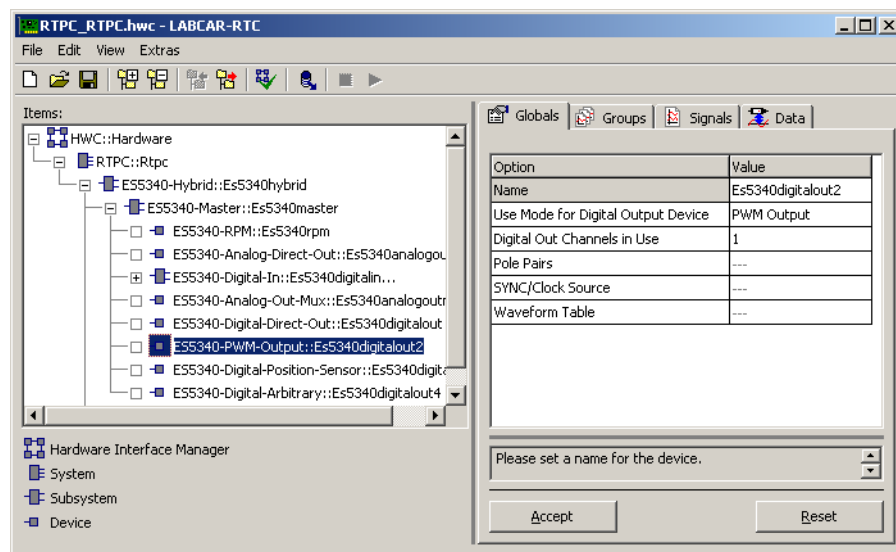 RTPC_RTPC.hwc - LABCAR-RTC
File Edit View Extras
Items:
HWC::Hardware
RTPC::Rtpc
ES5340-Hybrid::Es5340hybrid
ES5340-Master::Es5340master
ES5340-RPM::Es5340rpm
ES5340-Analog-Direct-Out::Es5340analogou
ES5340-Digital-In::Es5340digitalin...
ES5340-Analog-Out-Mux::Es5340analogoutr
ES5340-Digital-Direct-Out::Es5340digitalout
ES5340-PWM-Output::Es5340digitalout2
ES5340-Digital-Position-Sensor::Es5340digita
ES5340-Digital-Arbitrary::Es5340digitalout4
Hardware Interface Manager
System
Subsystem
Device
Globals Groups Signals Data
Option Value
Name Es5340digitalout2
Use Mode for Digital Output Device PWM Output
Digital Out Channels in Use 1
Pole Pairs ---
SYNC/Clock Source ---
Waveform Table ---
Please set a name for the device.
Accept Reset